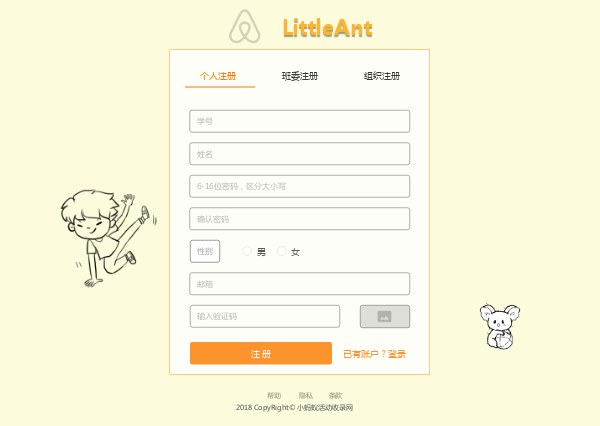 LittleAnt
个人注册 班委注册 组织注册
学号
姓名
6-16位密码，区分大小写
确认密码
性别 男 女
邮箱
输入验证码
注册 已有账户？登录
帮助 隐私 条款
2018 CopyRight© 小蚂蚁活动收录网